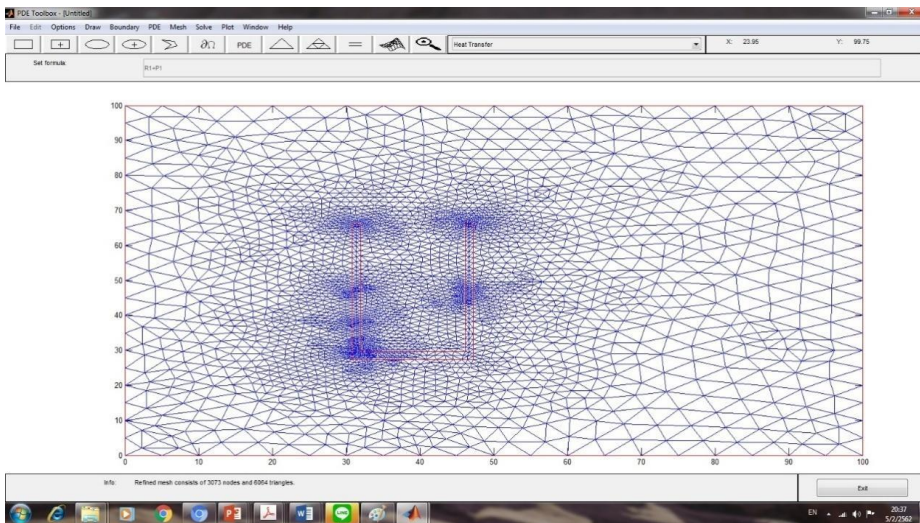 PDE Toolbox - [Untitled]
File Edit Options Draw Boundary PDE Mesh Solve Plot Window Help
∂Ω PDE Heat Transfer X: 23.95 Y: 99.75
Set formula: R1+P1
100
90
80
70
60
50
40
30
20
10
0
0 10 20 30 40 50 60 70 80 90 100
Info: Refined mesh consists of 3073 nodes and 6064 triangles.
Exit
EN 20:37
5/2/2562